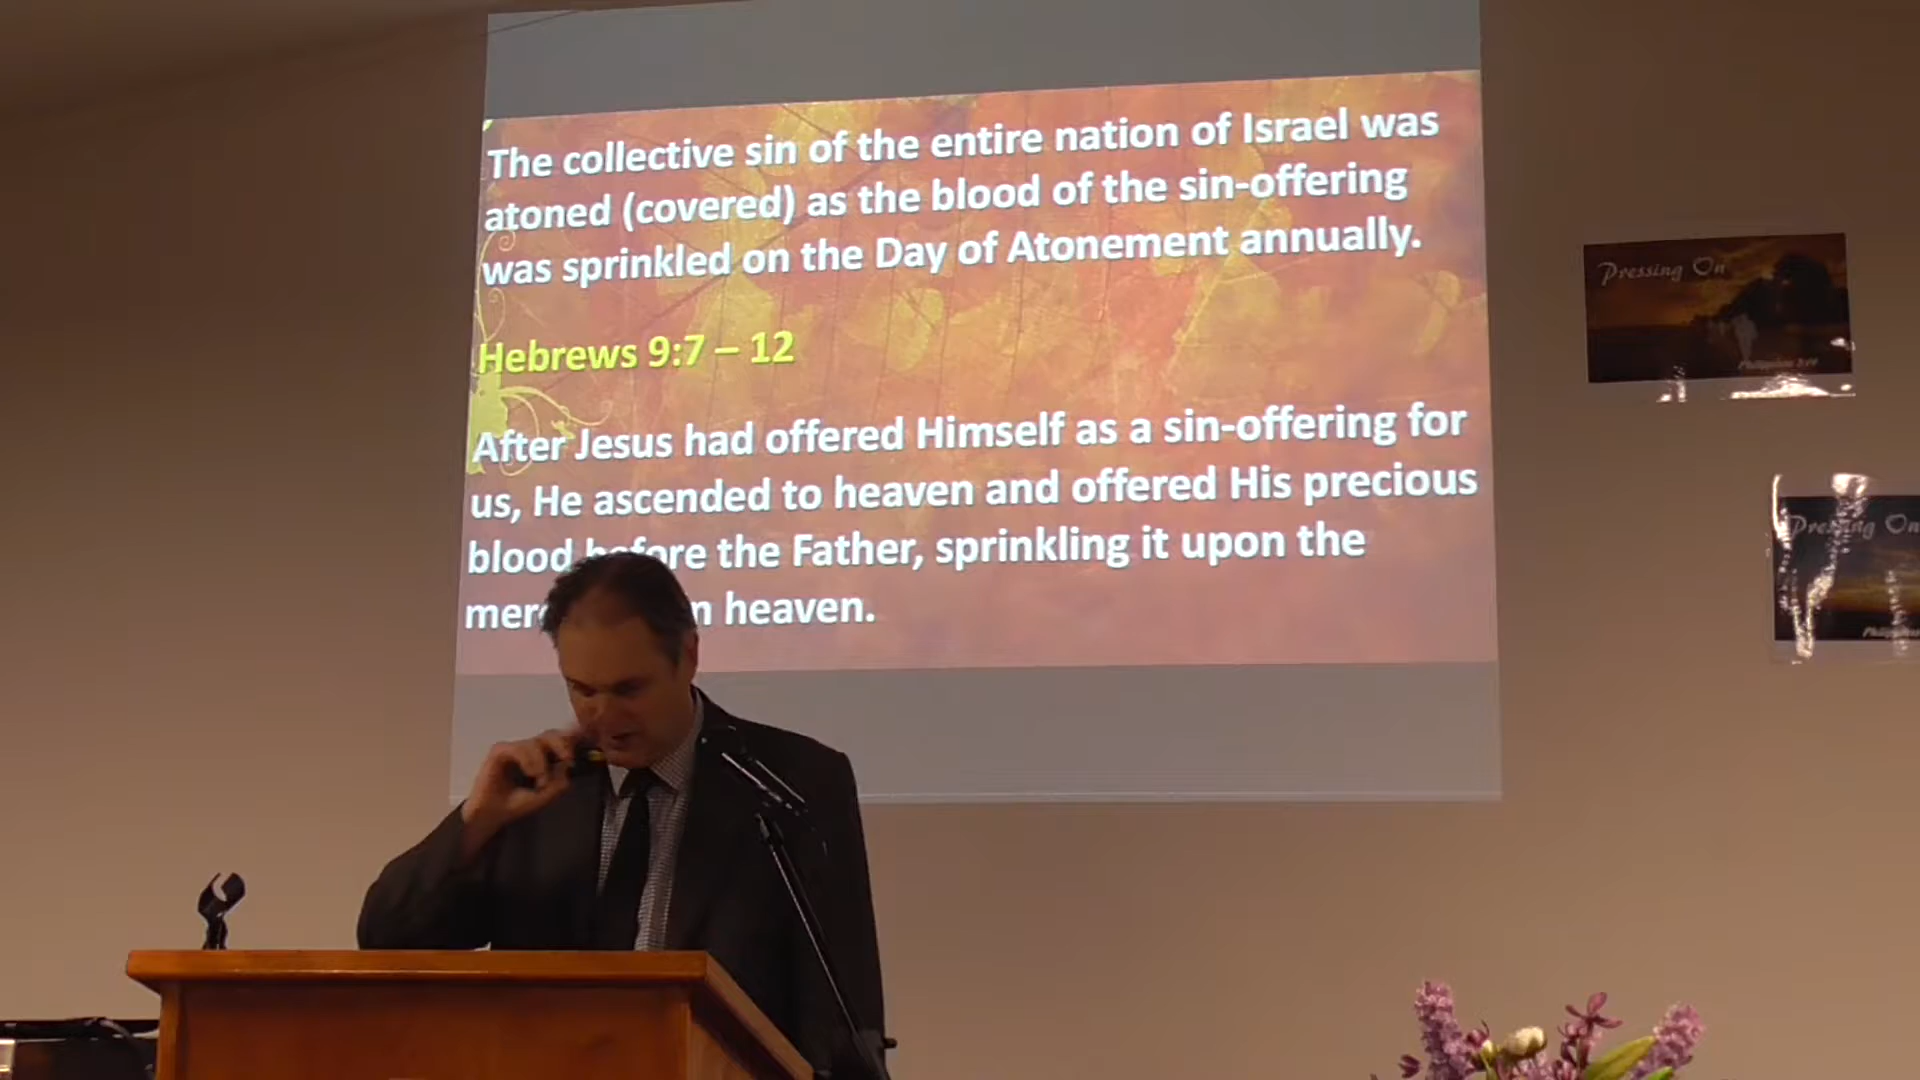 The collective sin of the entire nation of Israel was
atoned (covered) as the blood of the sin-offering
was sprinkled on the Day of Atonement annually.
Hebrews 9:7 – 12
After Jesus had offered Himself as a sin-offering for
us, He ascended to heaven and offered His precious
blood before the Father, sprinkling it upon the
heaven.
Pressing On
Pressing On